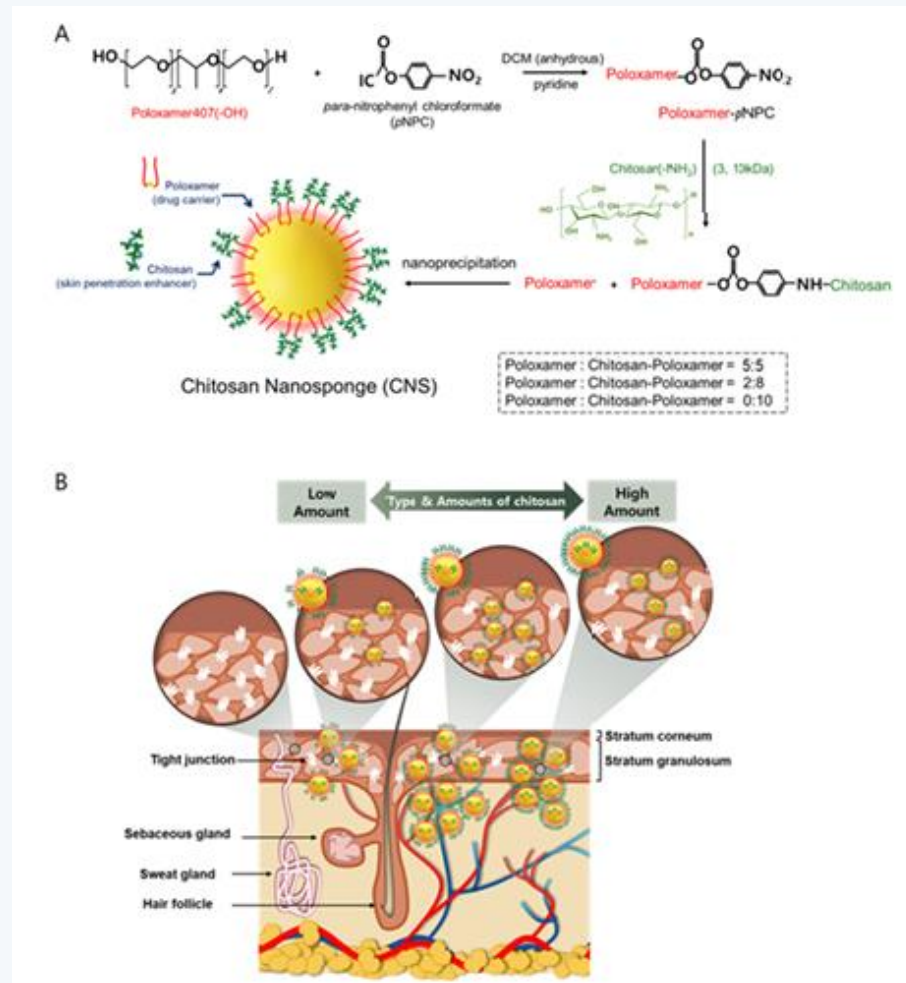 A
HO
O
O
O
H
Poloxamer407(-OH)
+
O
IC
O
NO2
para-nitrophenyl chloroformate
(pNPC)
DCM (anhydrous)
pyridine
O
Poloxamer
O
O
NO2
Poloxamer-pNPC
Chitosar(-NH2)
(3, 13kDa)
Poloxamer
(drug carrier)
Chitosan
(skin penetration enhancer)
nanoprecipitation
Poloxamer
+
Poloxamer
O
O
O
NH
Chitosan
Chitosan Nanosponge (CNS)
Poloxamer : Chitosan-Poloxamer = 5:5
Poloxamer : Chitosan-Poloxamer = 2:8
Poloxamer : Chitosan-Poloxamer = 0:10
B
Low
Amount
Type & Amounts of chitosan
High
Amount
Tight junction
Stratum corneum
Stratum granulosum
Sebaceous gland
Sweat gland
Hair follicle